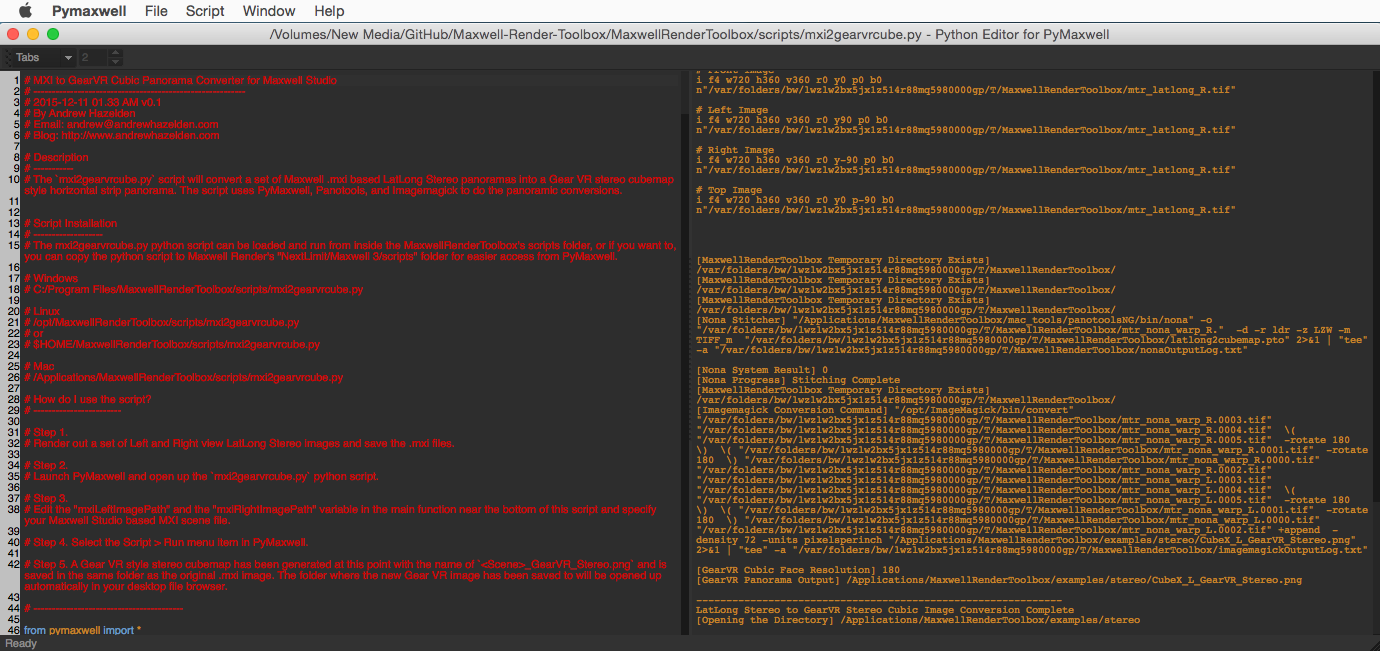 Pymaxwell File Script Window Help
/Volumes/New Media/GitHub/Maxwell-Render-Toolbox/MaxwellRenderToolbox/scripts/mxi2gearvrcube.py - Python Editor for PyMaxwell
Tabs 2
1 # MXI to GearVR Cubic Panorama Converter for Maxwell Studio
2 # -----------------------------------------------------------
3 # 2015-12-11 01.33 AM v0.1
4 # By Andrew Hazelden
5 # Email: andrew@andrewhazelden.com
6 # Blog: http://www.andrewhazelden.com
7
8 # Description
9 # -----------
10 # The `mxi2gearvrcube.py` script will convert a set of Maxwell .mxi based LatLong Stereo panoramas into a Gear VR stereo cubemap
style horizontal strip panorama. The script uses PyMaxwell, Panotools, and Imagemagick to do the panoramic conversions.
11
12
13 # Script Installation
14 # -------------------
15 # The mxi2gearvrcube.py python script can be loaded and run from inside the MaxwellRenderToolbox's scripts folder, or if you want to,
you can copy the python script to Maxwell Render's "NextLimit/Maxwell 3/scripts" folder for easier access from PyMaxwell.
16
17 # Windows
18 # C:/Program Files/MaxwellRenderToolbox/scripts/mxi2gearvrcube.py
19
20 # Linux
21 # /opt/MaxwellRenderToolbox/scripts/mxi2gearvrcube.py
22 # or
23 # $HOME/MaxwellRenderToolbox/scripts/mxi2gearvrcube.py
24
25 # Mac
26 # /Applications/MaxwellRenderToolbox/scripts/mxi2gearvrcube.py
27
28 # How do I use the script?
29 # ------------------------
30
31 # Step 1.
32 # Render out a set of Left and Right view LatLong Stereo images and save the .mxi files.
33
34 # Step 2.
35 # Launch PyMaxwell and open up the `mxi2gearvrcube.py` python script.
36
37 # Step 3.
38 # Edit the "mxiLeftImagePath" and the "mxiRightImagePath" variable in the main function near the bottom of this script and specify
your Maxwell Studio based MXI scene file.
39
40 # Step 4. Select the Script > Run menu item in PyMaxwell.
41
42 # Step 5. A Gear VR style stereo cubemap has been generated at this point with the name of `<Scene>_GearVR_Stereo.png` and is
saved in the same folder as the original .mxi image. The folder where the new Gear VR image has been saved to will be opened up
automatically in your desktop file browser.
43
44 # -----------------------------------------
45
46 from pymaxwell import *
# Front Image
i f4 w720 h360 v360 r0 y0 p0 b0
n"/var/folders/bw/lwzlw2bx5jx1z514r88mq5980000gp/T/MaxwellRenderToolbox/mtr_latlong_R.tif"
# Left Image
i f4 w720 h360 v360 r0 y90 p0 b0
n"/var/folders/bw/lwzlw2bx5jx1z514r88mq5980000gp/T/MaxwellRenderToolbox/mtr_latlong_R.tif"
# Right Image
i f4 w720 h360 v360 r0 y-90 p0 b0
n"/var/folders/bw/lwzlw2bx5jx1z514r88mq5980000gp/T/MaxwellRenderToolbox/mtr_latlong_R.tif"
# Top Image
i f4 w720 h360 v360 r0 y0 p-90 b0
n"/var/folders/bw/lwzlw2bx5jx1z514r88mq5980000gp/T/MaxwellRenderToolbox/mtr_latlong_R.tif"
[MaxwellRenderToolbox Temporary Directory Exists]
/var/folders/bw/lwzlw2bx5jx1z514r88mq5980000gp/T/MaxwellRenderToolbox/
[MaxwellRenderToolbox Temporary Directory Exists]
/var/folders/bw/lwzlw2bx5jx1z514r88mq5980000gp/T/MaxwellRenderToolbox/
[MaxwellRenderToolbox Temporary Directory Exists]
/var/folders/bw/lwzlw2bx5jx1z514r88mq5980000gp/T/MaxwellRenderToolbox/
[Nona Stitcher] "/Applications/MaxwellRenderToolbox/mac_tools/panotoolsNG/bin/nona" -o
"/var/folders/bw/lwzlw2bx5jx1z514r88mq5980000gp/T/MaxwellRenderToolbox/mtr_nona_warp_R." -d -r ldr -z LZW -m
TIFF_m "/var/folders/bw/lwzlw2bx5jx1z514r88mq5980000gp/T/MaxwellRenderToolbox/latlong2cubemap.pto" 2>&1 | "tee"
-a "/var/folders/bw/lwzlw2bx5jx1z514r88mq5980000gp/T/MaxwellRenderToolbox/nonaOutputLog.txt"
[Nona System Result] 0
[Nona Progress] Stitching Complete
[MaxwellRenderToolbox Temporary Directory Exists]
/var/folders/bw/lwzlw2bx5jx1z514r88mq5980000gp/T/MaxwellRenderToolbox/
[Imagemagick Conversion Command] "/opt/ImageMagick/bin/convert"
"/var/folders/bw/lwzlw2bx5jx1z514r88mq5980000gp/T/MaxwellRenderToolbox/mtr_nona_warp_R.0003.tif"
"/var/folders/bw/lwzlw2bx5jx1z514r88mq5980000gp/T/MaxwellRenderToolbox/mtr_nona_warp_R.0004.tif" \(
"/var/folders/bw/lwzlw2bx5jx1z514r88mq5980000gp/T/MaxwellRenderToolbox/mtr_nona_warp_R.0005.tif" -rotate 180
\) \( "/var/folders/bw/lwzlw2bx5jx1z514r88mq5980000gp/T/MaxwellRenderToolbox/mtr_nona_warp_R.0001.tif" -rotate
180 \) "/var/folders/bw/lwzlw2bx5jx1z514r88mq5980000gp/T/MaxwellRenderToolbox/mtr_nona_warp_R.0000.tif"
"/var/folders/bw/lwzlw2bx5jx1z514r88mq5980000gp/T/MaxwellRenderToolbox/mtr_nona_warp_R.0002.tif"
"/var/folders/bw/lwzlw2bx5jx1z514r88mq5980000gp/T/MaxwellRenderToolbox/mtr_nona_warp_L.0003.tif"
"/var/folders/bw/lwzlw2bx5jx1z514r88mq5980000gp/T/MaxwellRenderToolbox/mtr_nona_warp_L.0004.tif" \(
"/var/folders/bw/lwzlw2bx5jx1z514r88mq5980000gp/T/MaxwellRenderToolbox/mtr_nona_warp_L.0005.tif" -rotate 180
\) \( "/var/folders/bw/lwzlw2bx5jx1z514r88mq5980000gp/T/MaxwellRenderToolbox/mtr_nona_warp_L.0001.tif" -rotate
180 \) "/var/folders/bw/lwzlw2bx5jx1z514r88mq5980000gp/T/MaxwellRenderToolbox/mtr_nona_warp_L.0000.tif"
"/var/folders/bw/lwzlw2bx5jx1z514r88mq5980000gp/T/MaxwellRenderToolbox/mtr_nona_warp_L.0002.tif" +append -
density 72 -units pixelsperinch "/Applications/MaxwellRenderToolbox/examples/stereo/CubeX_L_GearVR_Stereo.png"
2>&1 | "tee" -a "/var/folders/bw/lwzlw2bx5jx1z514r88mq5980000gp/T/MaxwellRenderToolbox/imagemagickOutputLog.txt"
[GearVR Cubic Face Resolution] 180
[GearVR Panorama Output] /Applications/MaxwellRenderToolbox/examples/stereo/CubeX_L_GearVR_Stereo.png
-------------------------------------------------------------
LatLong Stereo to GearVR Stereo Cubic Image Conversion Complete
[Opening the Directory] /Applications/MaxwellRenderToolbox/examples/stereo
Ready